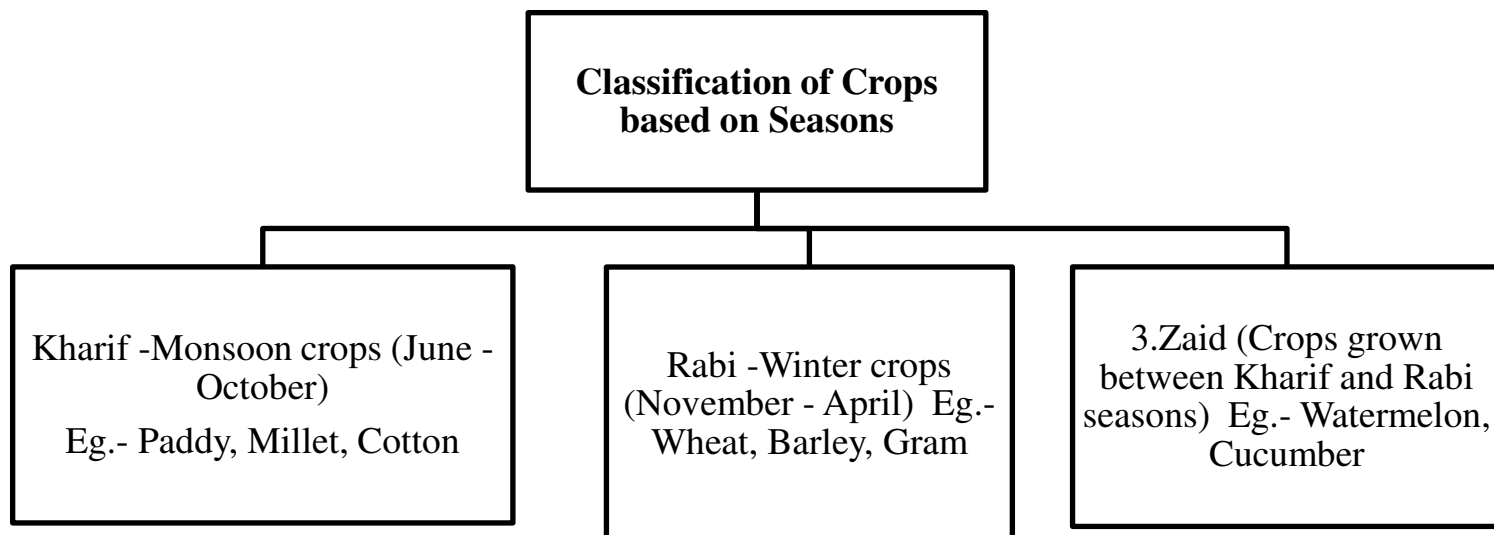 Classification of Crops
based on Seasons
Kharif -Monsoon crops (June -
October)
Eg.- Paddy, Millet, Cotton
Rabi -Winter crops
(November - April) Eg.-
Wheat, Barley, Gram
3.Zaid (Crops grown
between Kharif and Rabi
seasons) Eg.- Watermelon,
Cucumber